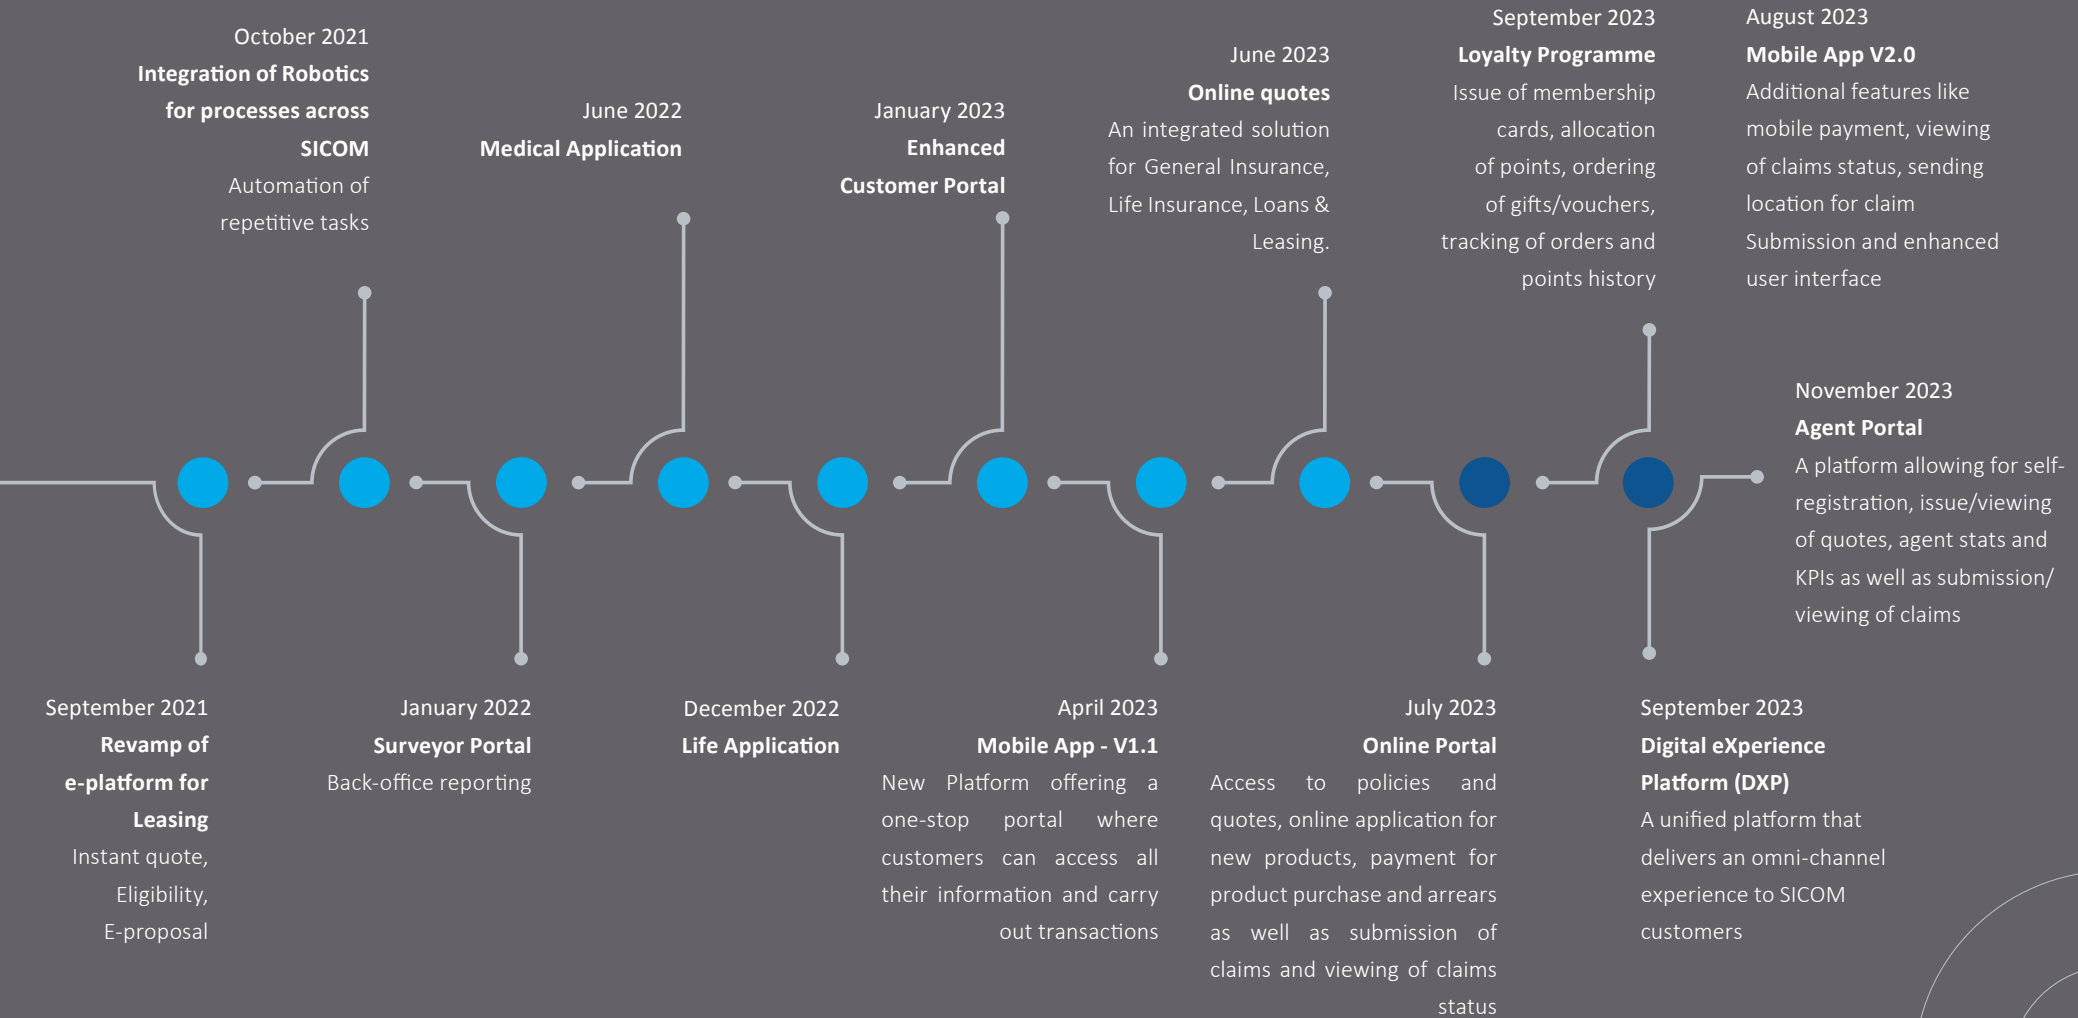 October 2021
Integration of Robotics
for processes across
SICOM
Automation of
repetitive tasks
June 2022
Medical Application
January 2023
Enhanced
Customer Portal
June 2023
Online quotes
An integrated solution
for General Insurance,
Life Insurance, Loans &
Leasing.
September 2023
Loyalty Programme
Issue of membership
cards, allocation
of points, ordering
of gifts/vouchers,
tracking of orders and
points history
August 2023
Mobile App V2.0
Additional features like
mobile payment, viewing
of claims status, sending
location for claim
Submission and enhanced
user interface
November 2023
Agent Portal
A platform allowing for self-
registration, issue/viewing
of quotes, agent stats and
KPIs as well as submission/
viewing of claims
September 2021
Revamp of
e-platform for
Leasing
Instant quote,
Eligibility,
E-proposal
January 2022
Surveyor Portal
Back-office reporting
December 2022
Life Application
April 2023
Mobile App - V1.1
New Platform offering a
one-stop portal where
customers can access all
their information and carry
out transactions
July 2023
Online Portal
Access to policies and
quotes, online application for
new products, payment for
product purchase and arrears
as well as submission of
claims and viewing of claims
status
September 2023
Digital eXperience
Platform (DXP)
A unified platform that
delivers an omni-channel
experience to SICOM
customers